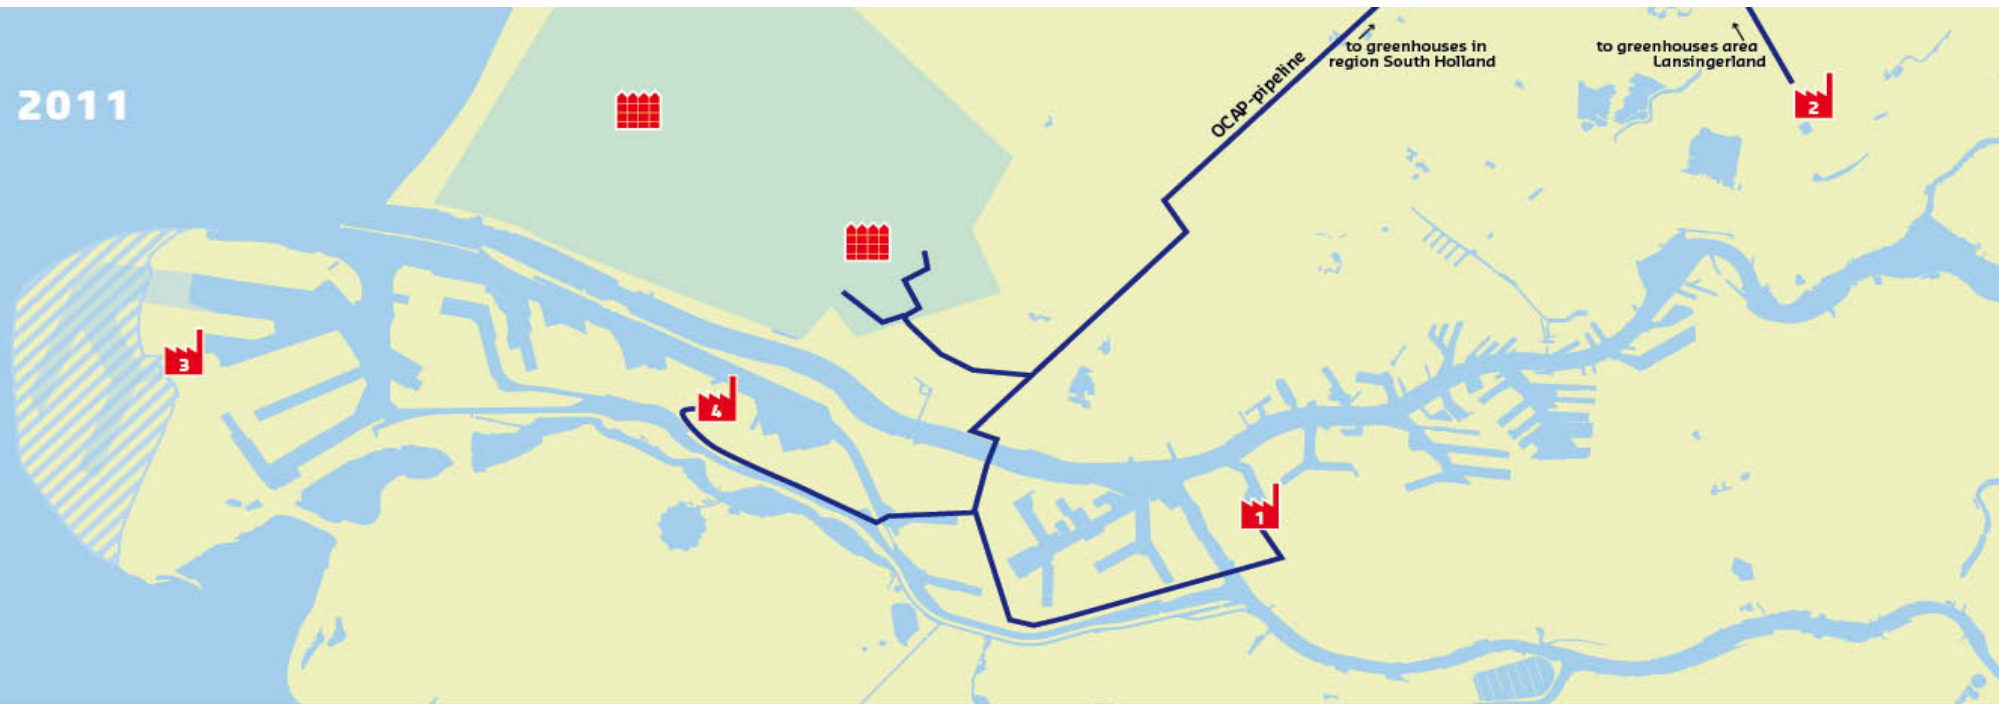 2011
to greenhouses in
region South Holland
to greenhouses area
Lansingerland
OCAP-pipeline
2
3
4
1